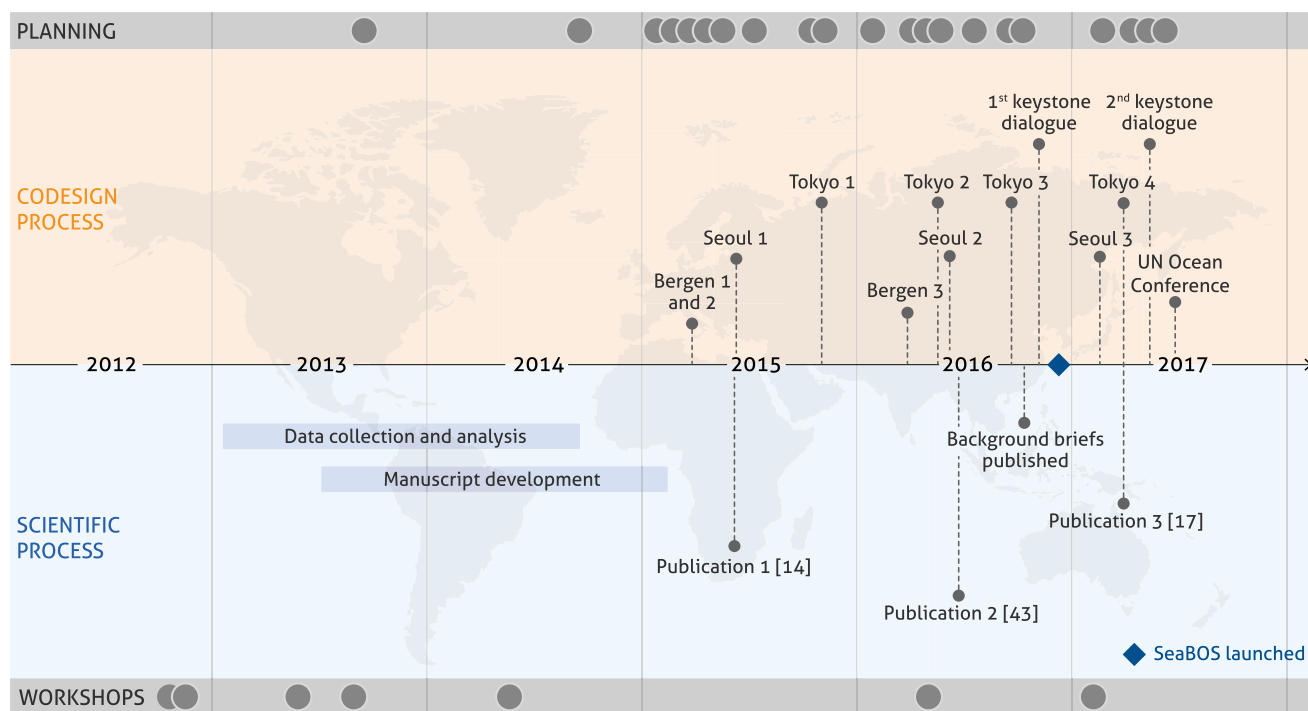 PLANNING
1st keystone
dialogue
2nd keystone
dialogue
CODESIGN
PROCESS
Tokyo 1
Tokyo 2
Tokyo 3
Tokyo 4
Seoul 1
Seoul 2
Seoul 3
Bergen 1
and 2
Bergen 3
UN Ocean
Conference
2012
2013
2014
2015
2016
2017
Data collection and analysis
Manuscript development
Background briefs
published
SCIENTIFIC
PROCESS
Publication 3 [17]
Publication 1 [14]
Publication 2 [43]
SeaBOS launched
WORKSHOPS